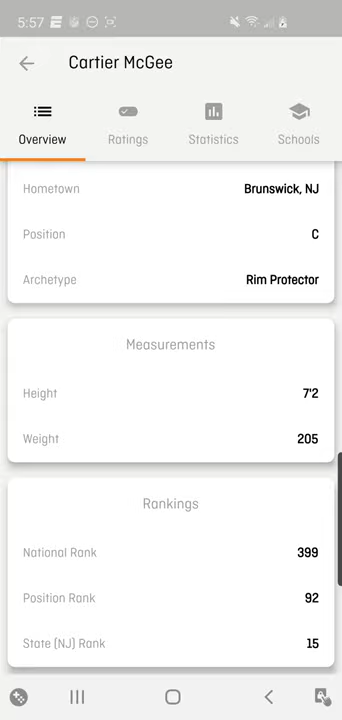 5:57
Cartier McGee
Overview Ratings Statistics Schools
Hometown Brunswick, NJ
Position C
Archetype Rim Protector
Measurements
Height 7'2
Weight 205
Rankings
National Rank 399
Position Rank 92
State (NJ) Rank 15